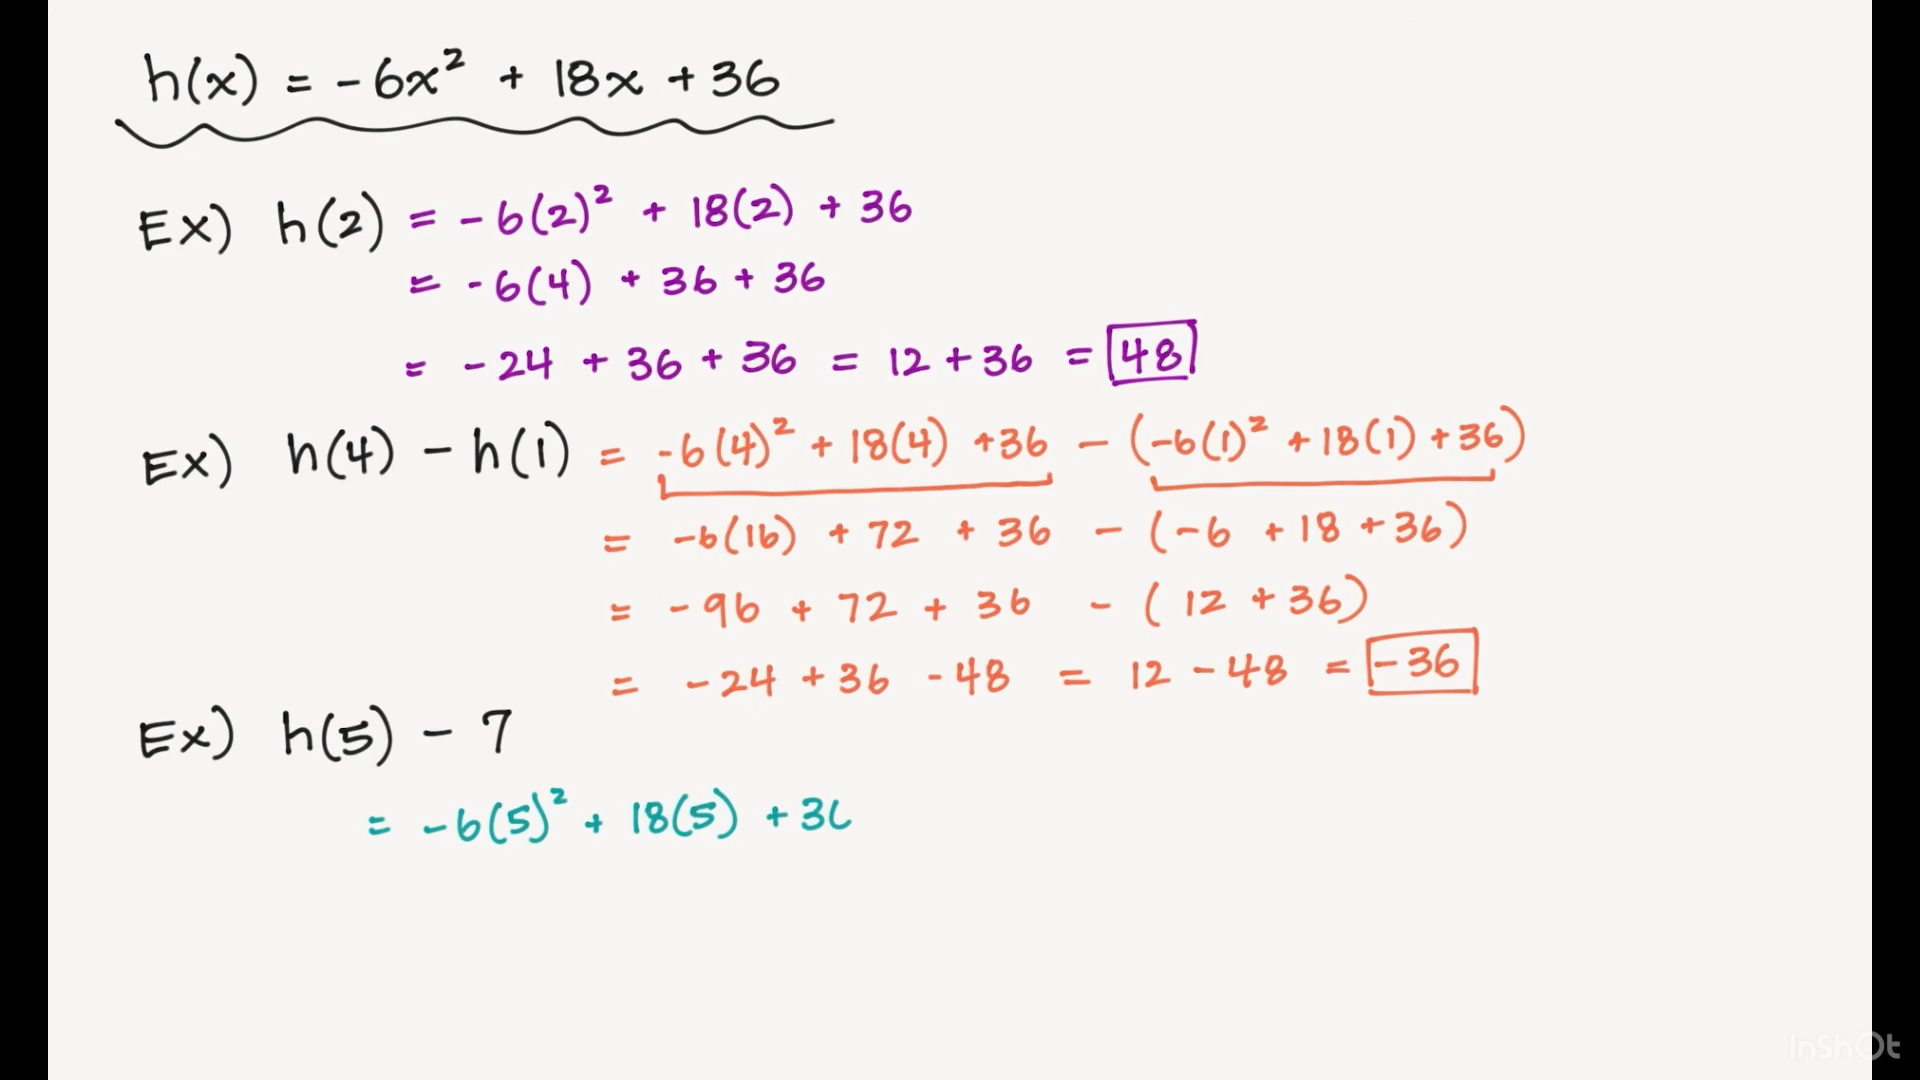 h(x) = -6x² + 18x + 36
Ex) h(2) = -6(2)² + 18(2) + 36
= -6(4) + 36 + 36
= -24 + 36 + 36 = 12 + 36 = 48
Ex) h(4) - h(1) = -6(4)² + 18(4) + 36 - (-6(1)² + 18(1) + 36)
= -6(16) + 72 + 36 - (-6 + 18 + 36)
= -96 + 72 + 36 - (12 + 36)
= -24 + 36 - 48 = 12 - 48 = -36
Ex) h(5) - 7
= -6(5)² + 18(5) + 3
InShOt